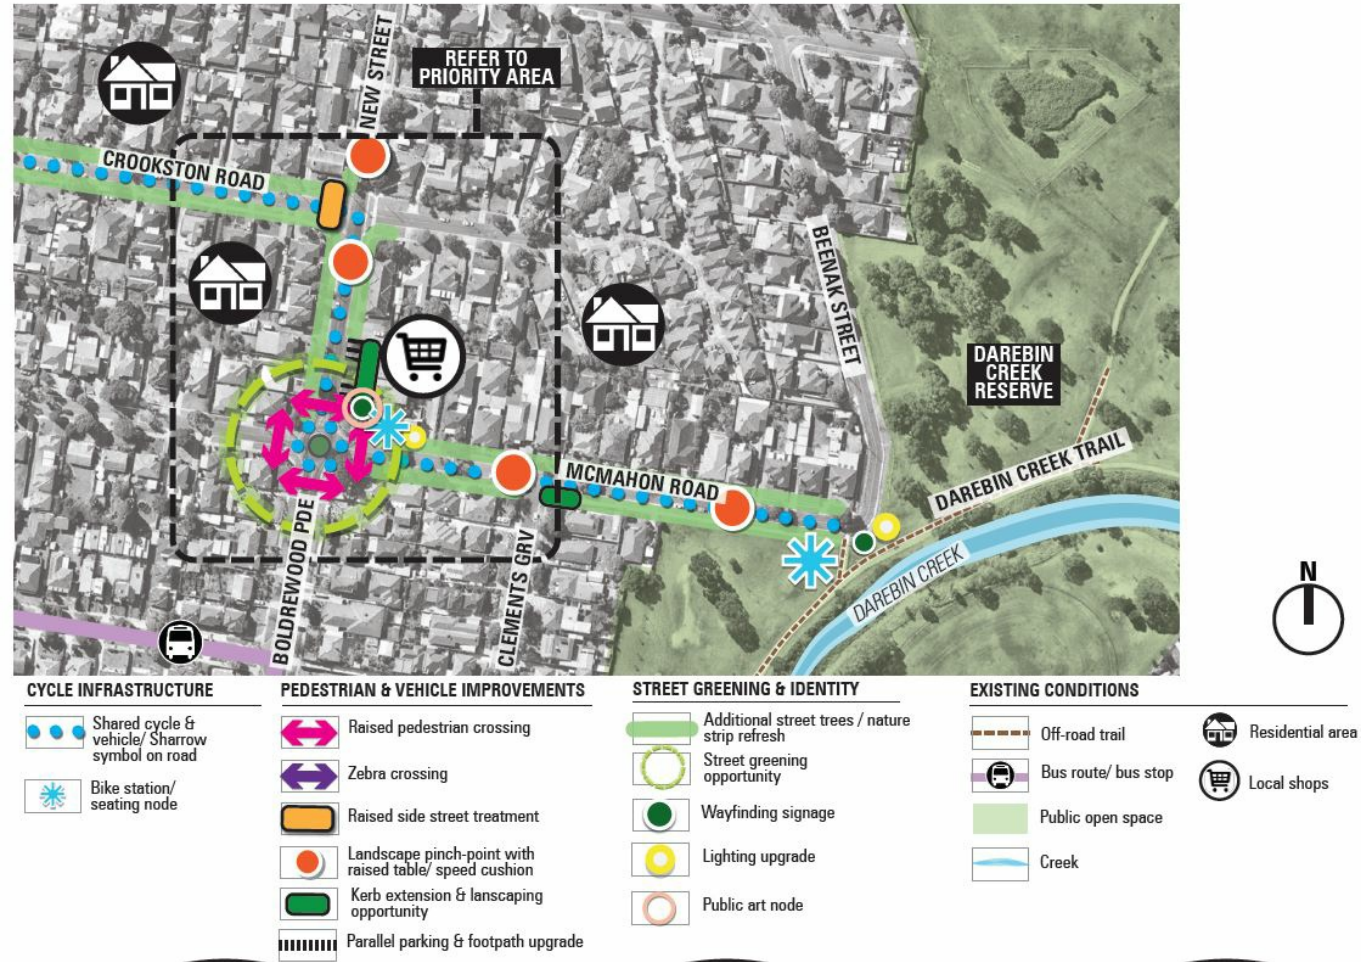 NEW STREET
REFER TO
PRIORITY AREA
CROOKSTON ROAD
BEENAK STREET
DAREBIN
CREEK
RESERVE
MCMAHON ROAD
DAREBIN CREEK TRAIL
DAREBIN CREEK
BOLDREWOOD PDE
CLEMENTS GRV
N
CYCLE INFRASTRUCTURE
Shared cycle &
vehicle/ Sharrow
symbol on road
Bike station/
seating node
PEDESTRIAN & VEHICLE IMPROVEMENTS
Raised pedestrian crossing
Zebra crossing
Raised side street treatment
Landscape pinch-point with
raised table/ speed cushion
Kerb extension & lanscaping
opportunity
Parallel parking & footpath upgrade
STREET GREENING & IDENTITY
Additional street trees / nature
strip refresh
Street greening
opportunity
Wayfinding signage
Lighting upgrade
Public art node
EXISTING CONDITIONS
Off-road trail
Bus route/ bus stop
Public open space
Creek
Residential area
Local shops